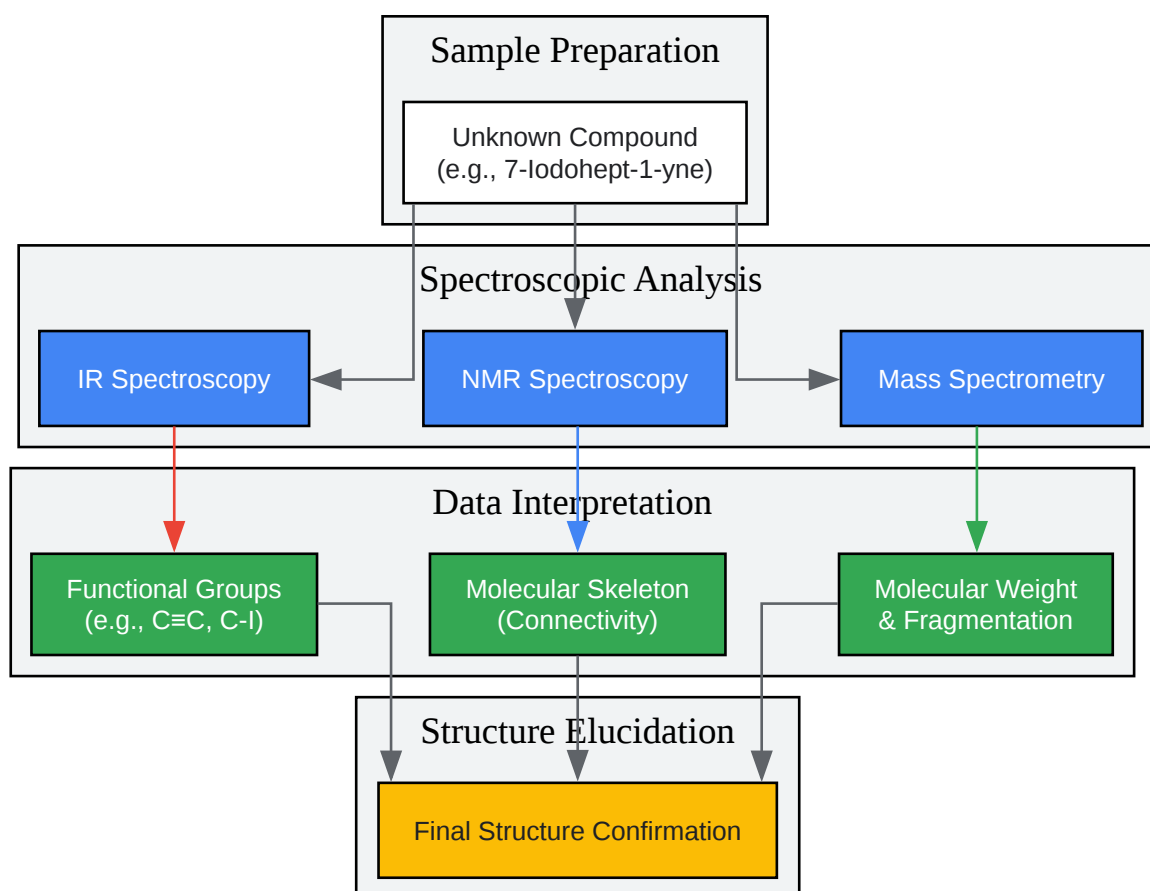 Sample Preparation
Unknown Compound
(e.g., 7-Iodohept-1-yne)
Spectroscopic Analysis
IR Spectroscopy
NMR Spectroscopy
Mass Spectrometry
Data Interpretation
Functional Groups
(e.g., C≡C, C-I)
Molecular Skeleton
(Connectivity)
Molecular Weight
& Fragmentation
Structure Elucidation
Final Structure Confirmation